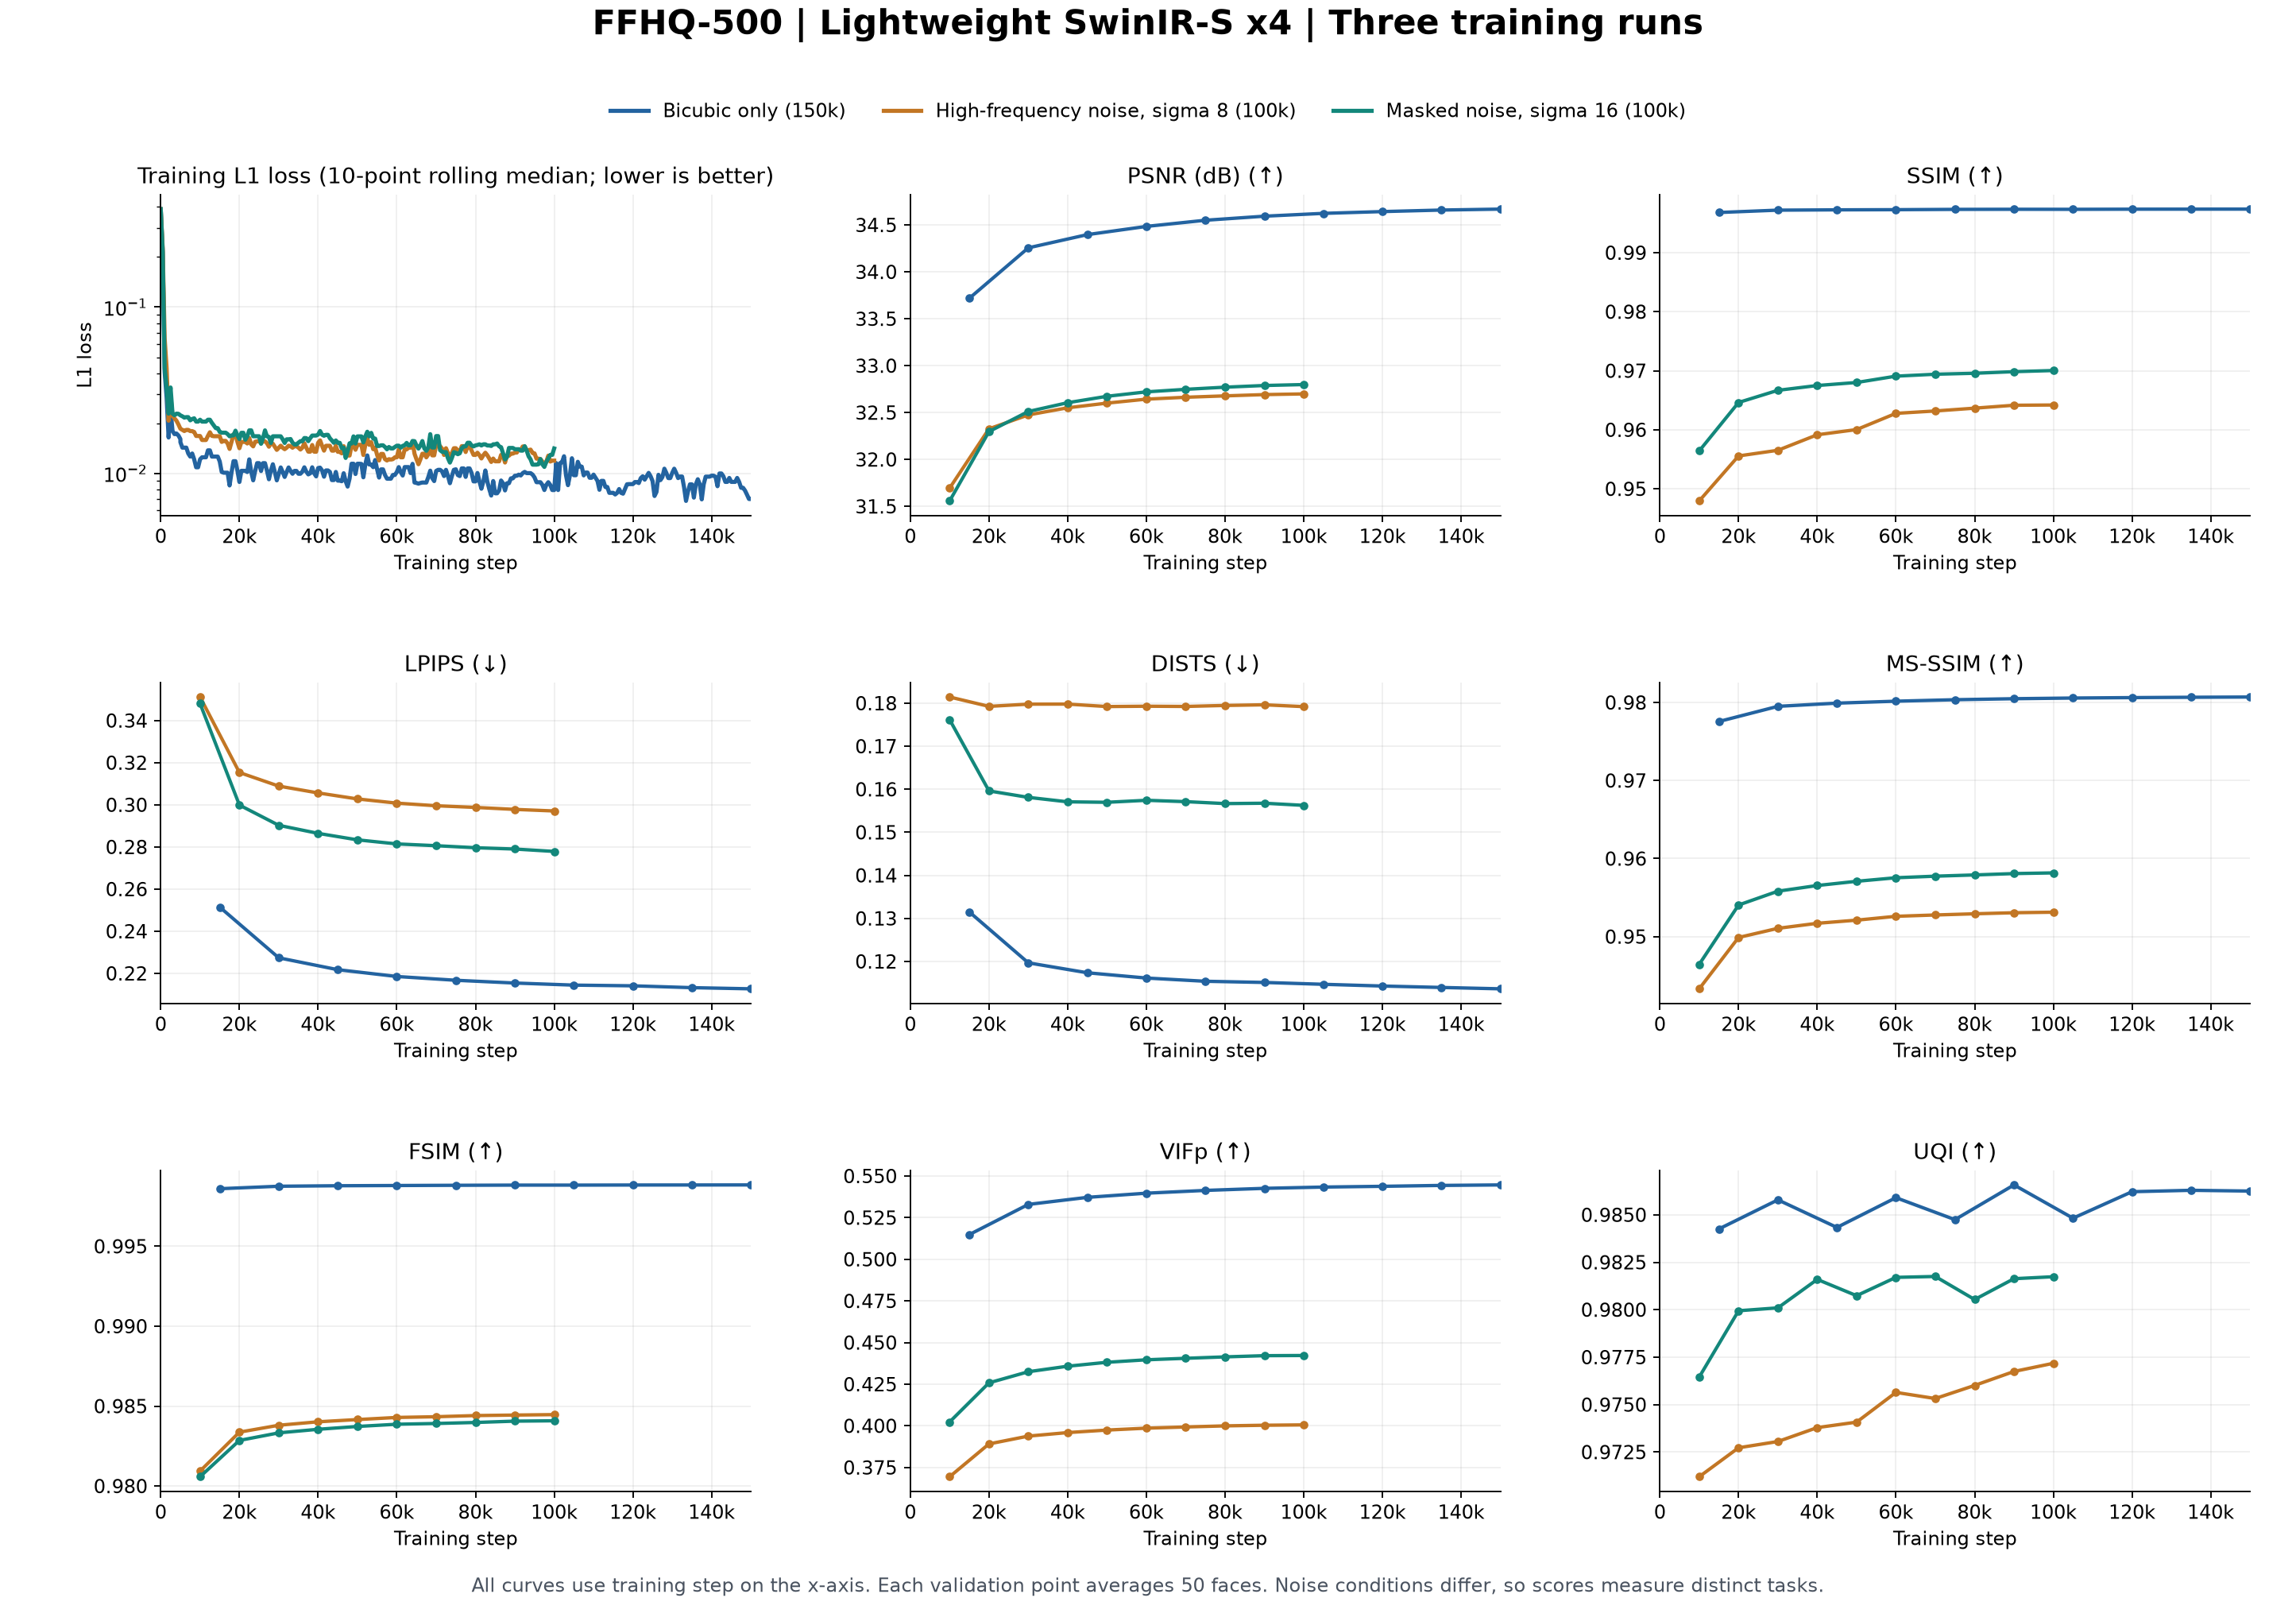 FFHQ-500 | Lightweight SwinIR-S x4 | Three training runs
Bicubic only (150k) High-frequency noise, sigma 8 (100k) Masked noise, sigma 16 (100k)
Training L1 loss (10-point rolling median; lower is better)
L1 loss
10⁻¹
10⁻²
0 20k 40k 60k 80k 100k 120k 140k
Training step
PSNR (dB) (↑)
34.5
34.0
33.5
33.0
32.5
32.0
31.5
0 20k 40k 60k 80k 100k 120k 140k
Training step
SSIM (↑)
0.99
0.98
0.97
0.96
0.95
0 20k 40k 60k 80k 100k 120k 140k
Training step
LPIPS (↓)
0.34
0.32
0.30
0.28
0.26
0.24
0.22
0 20k 40k 60k 80k 100k 120k 140k
Training step
DISTS (↓)
0.18
0.17
0.16
0.15
0.14
0.13
0.12
0 20k 40k 60k 80k 100k 120k 140k
Training step
MS-SSIM (↑)
0.98
0.97
0.96
0.95
0 20k 40k 60k 80k 100k 120k 140k
Training step
FSIM (↑)
0.995
0.990
0.985
0.980
0 20k 40k 60k 80k 100k 120k 140k
Training step
VIFp (↑)
0.550
0.525
0.500
0.475
0.450
0.425
0.400
0.375
0 20k 40k 60k 80k 100k 120k 140k
Training step
UQI (↑)
0.9850
0.9825
0.9800
0.9775
0.9750
0.9725
0 20k 40k 60k 80k 100k 120k 140k
Training step
All curves use training step on the x-axis. Each validation point averages 50 faces. Noise conditions differ, so scores measure distinct tasks.